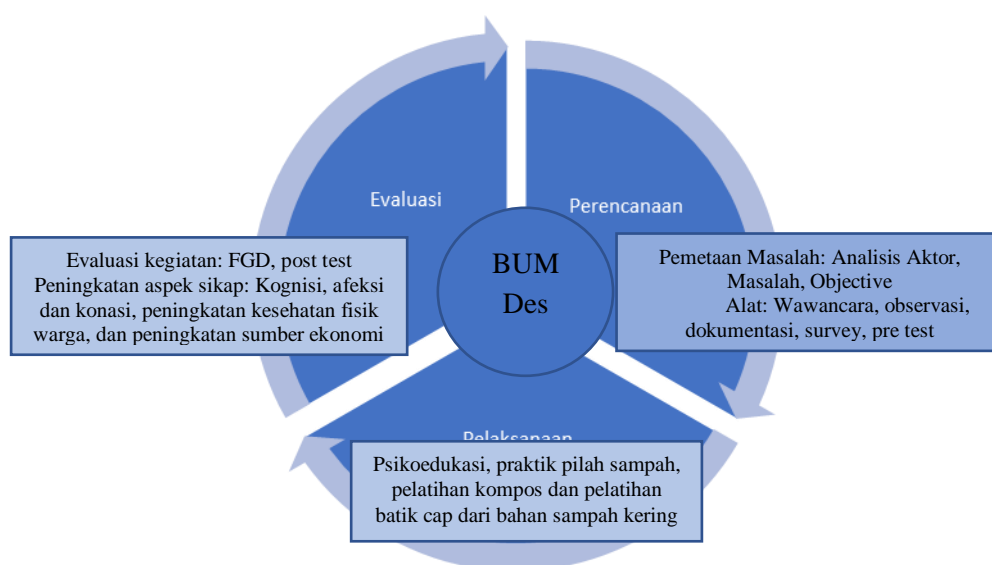 Evaluasi
Perencanaan
BUM
Des
Evaluasi kegiatan: FGD, post test
Peningkatan aspek sikap: Kognisi, afeksi
dan konasi, peningkatan kesehatan fisik
warga, dan peningkatan sumber ekonomi
Pemetaan Masalah: Analisis Aktor,
Masalah, Objective
Alat: Wawancara, observasi,
dokumentasi, survey, pre test
Pelaksanaan
Psikoedukasi, praktik pilah sampah,
pelatihan kompos dan pelatihan
batik cap dari bahan sampah kering